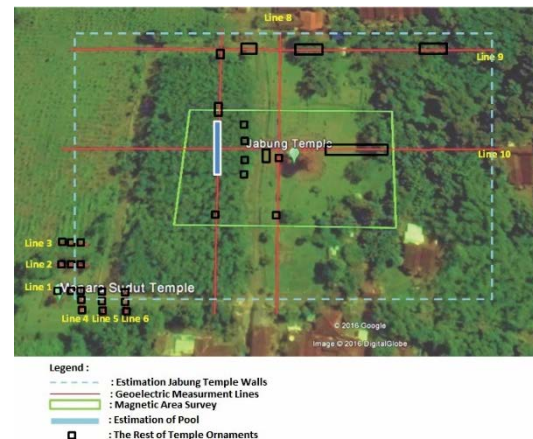 Line 8
Line 9
Jabung Temple
Line 10
Line 3
Line 2
Line 1
Menara Sudut Temple
Line 4 Line 5 Line 6
© 2016 Google
Image © 2016 DigitalGlobe
Legend :
: Estimation Jabung Temple Walls
: Geoelectric Measurment Lines
: Magnetic Area Survey
: Estimation of Pool
: The Rest of Temple Ornaments